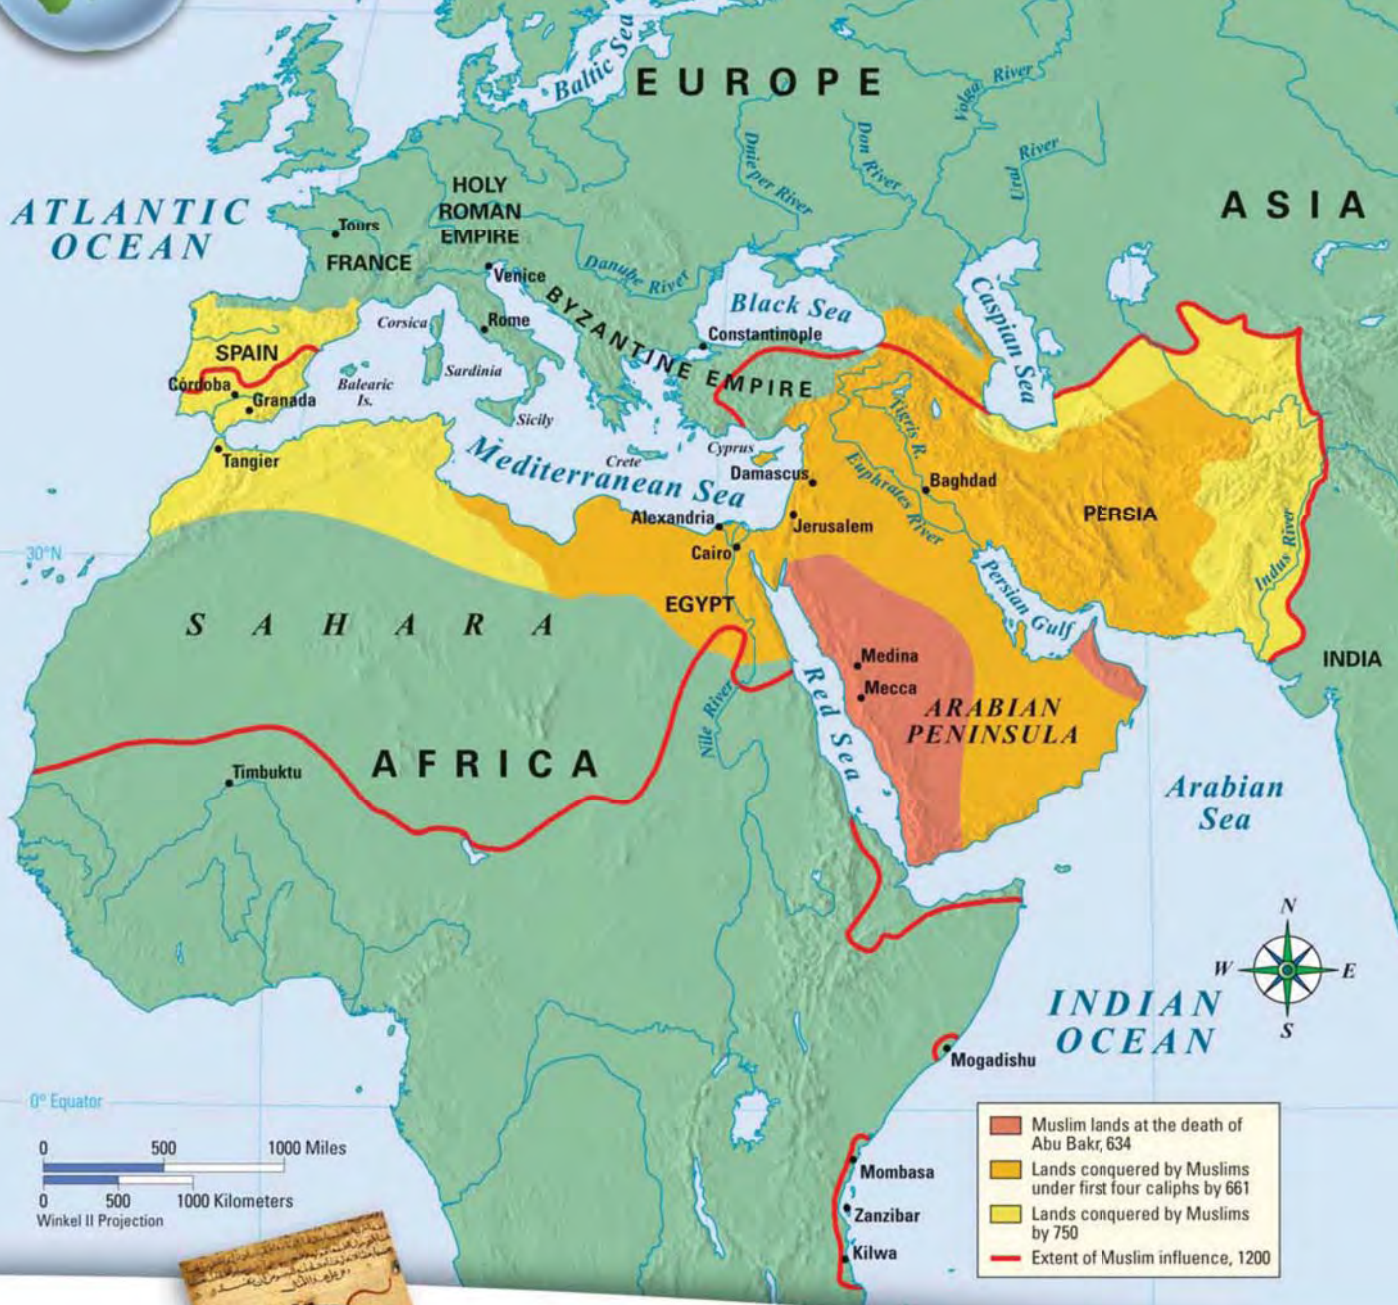 Baltic Sea
EUROPE
Volga River
Dnieper River
Don River
Ural River
ASIA
ATLANTIC
OCEAN
HOLY
ROMAN
EMPIRE
Tours
FRANCE
Venice
Danube River
BYZANTINE EMPIRE
Black Sea
Caspian Sea
Corsica
Rome
Constantinople
SPAIN
Sardinia
Córdoba
Balearic
Is.
Granada
Sicily
Tigris R.
Tangier
Mediterranean Sea
Crete
Cyprus
Damascus
Euphrates River
Baghdad
PERSIA
Alexandria
Jerusalem
Cairo
Indus River
30°N
Persian Gulf
EGYPT
SAHARA
INDIA
Medina
Mecca
Red Sea
ARABIAN
PENINSULA
Nile River
AFRICA
Timbuktu
Arabian
Sea
N
W
E
S
INDIAN
OCEAN
Mogadishu
0° Equator
0 500 1000 Miles
0 500 1000 Kilometers
Winkel II Projection
Mombasa
Zanzibar
Kilwa
Muslim lands at the death of
Abu Bakr, 634
Lands conquered by Muslims
under first four caliphs by 661
Lands conquered by Muslims
by 750
Extent of Muslim influence, 1200